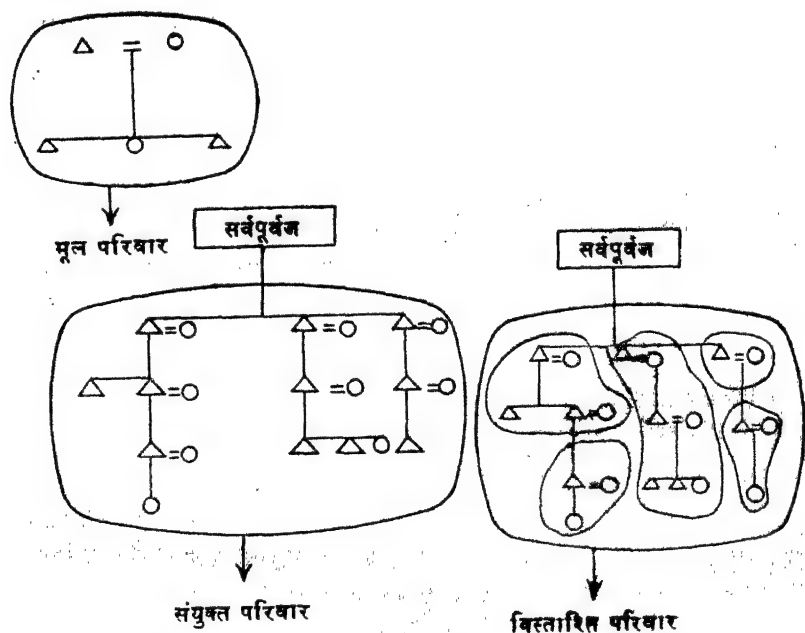 मूल परिवार
सर्वपूर्वज
सर्वपूर्वज
संयुक्त परिवार
विस्तारित परिवार